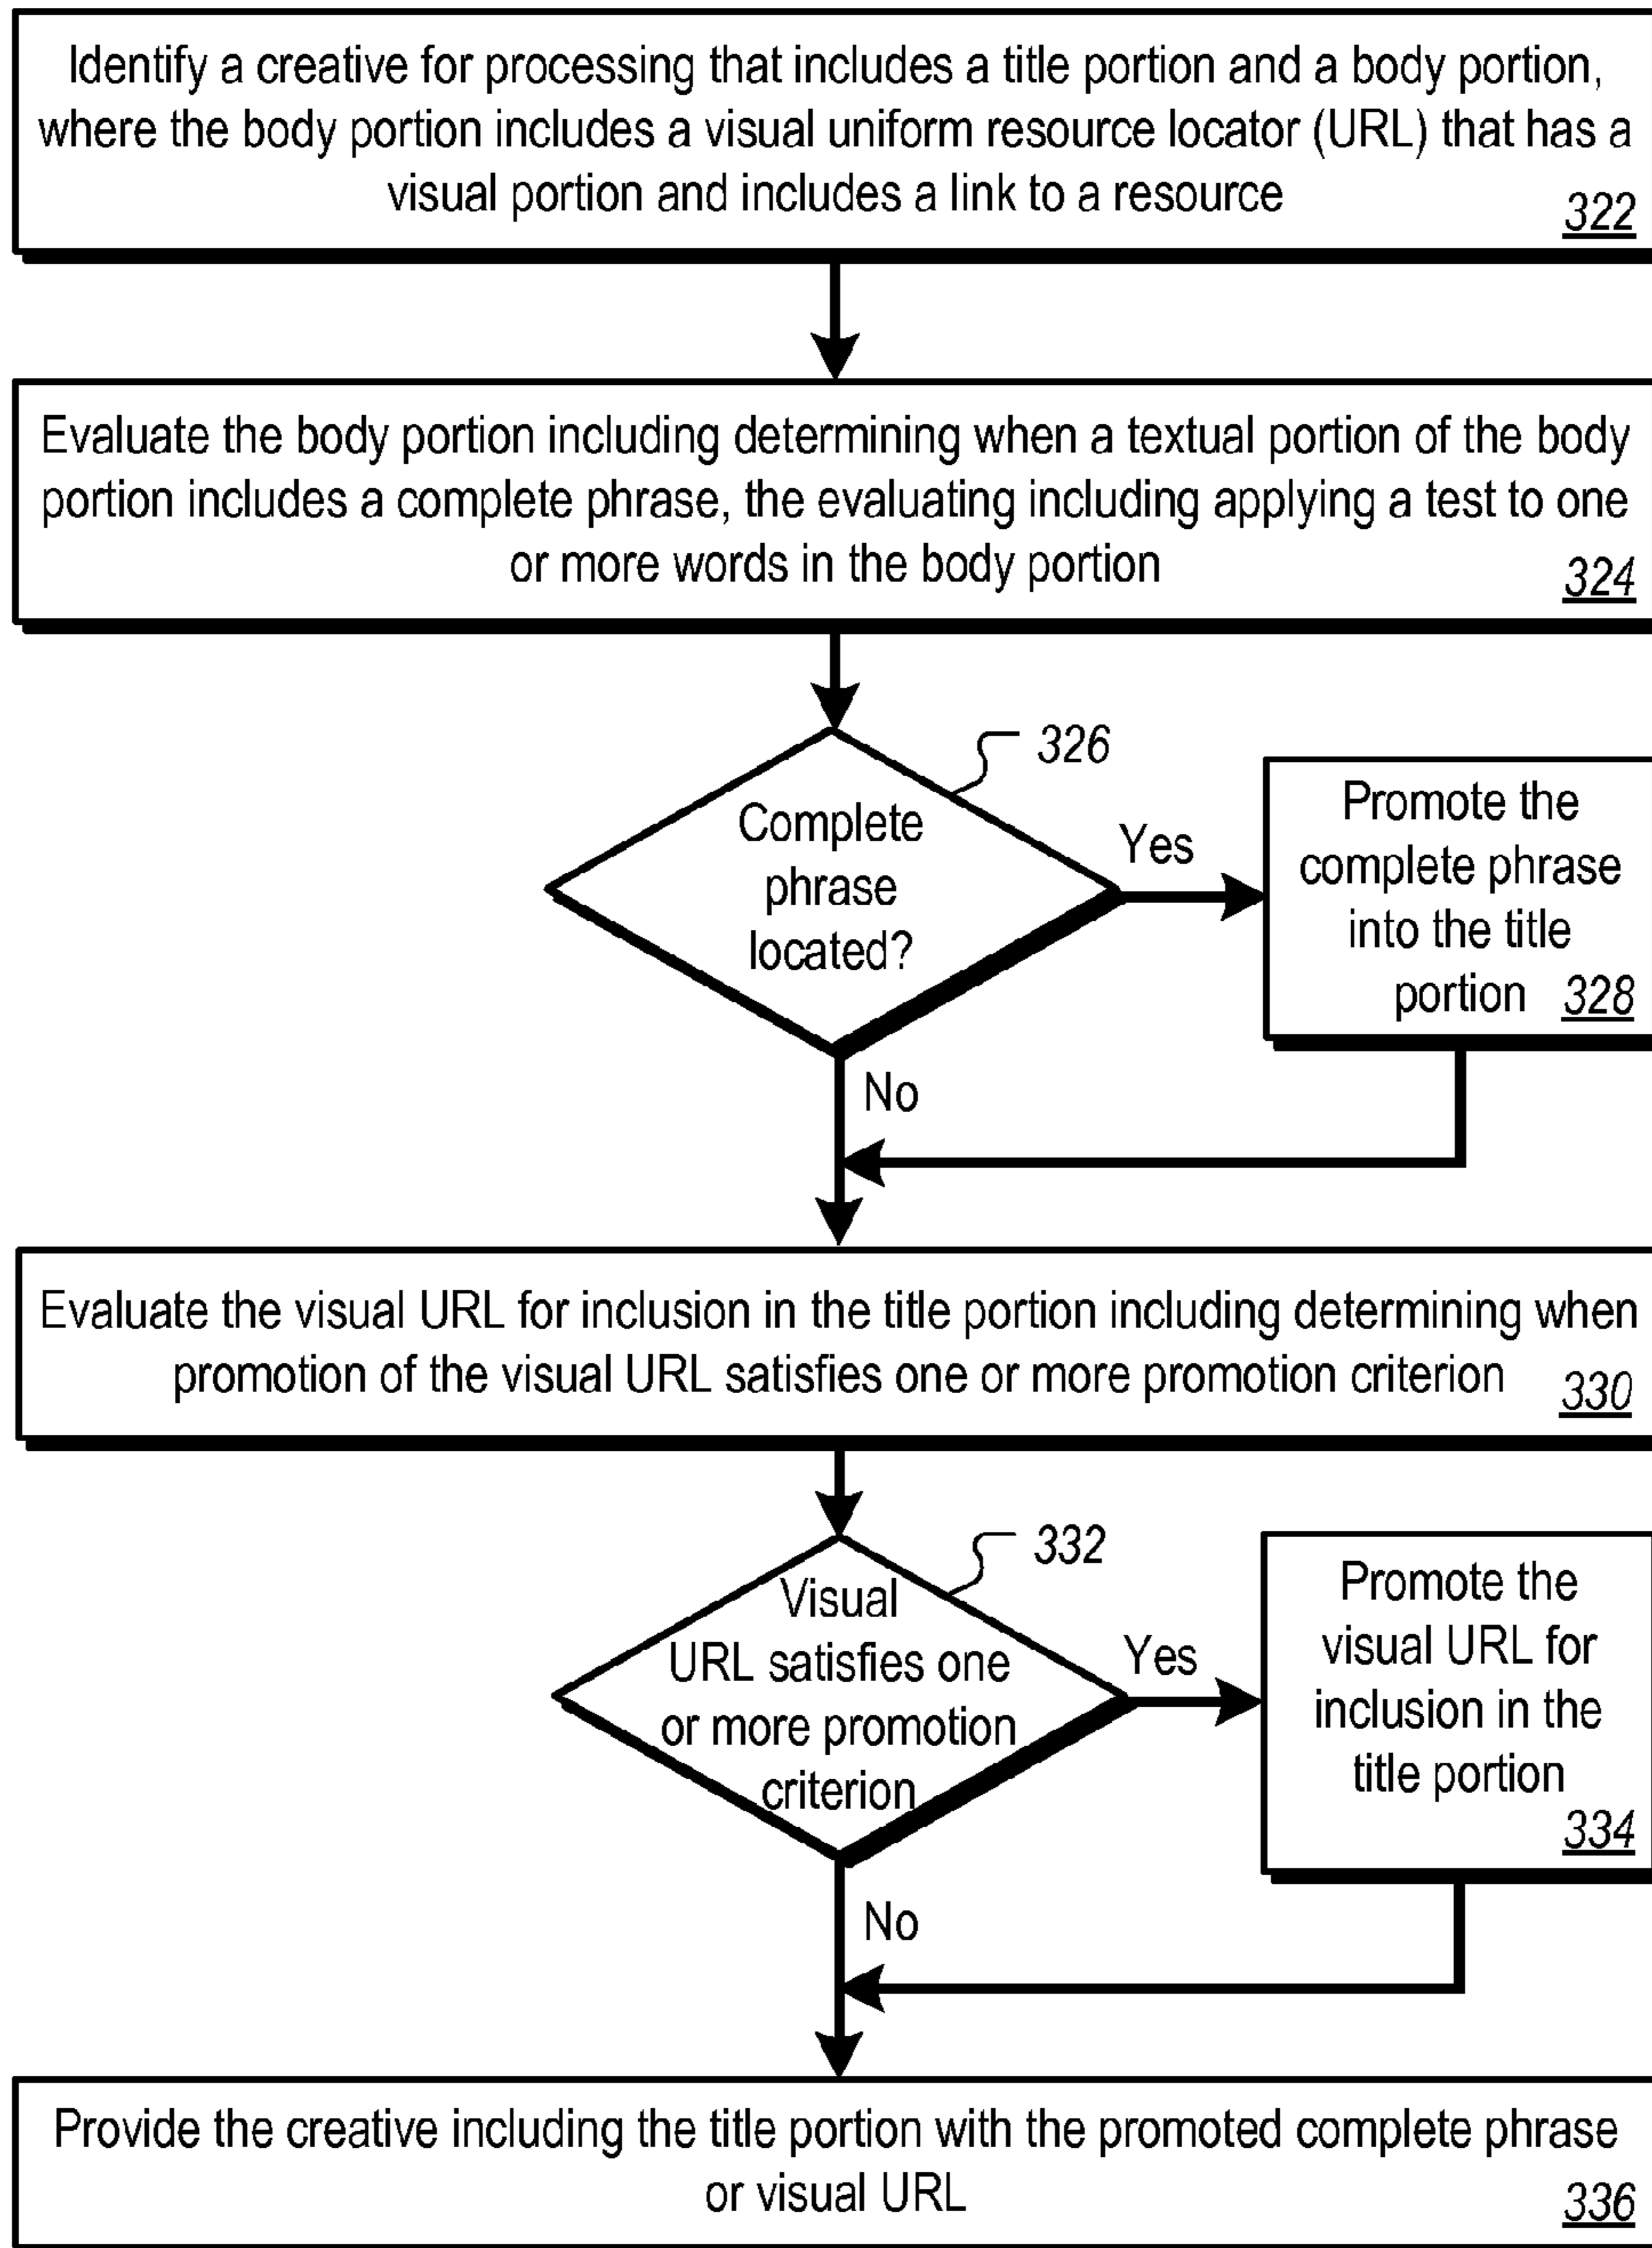 Identify a creative for processing that includes a title portion and a body portion,
where the body portion includes a visual uniform resource locator (URL) that has a
visual portion and includes a link to a resource
322
Evaluate the body portion including determining when a textual portion of the body
portion includes a complete phrase, the evaluating including applying a test to one
or more words in the body portion
324
326
Complete
phrase
located?
Yes
Promote the
complete phrase
into the title
portion 328
No
Evaluate the visual URL for inclusion in the title portion including determining when
promotion of the visual URL satisfies one or more promotion criterion
330
332
Visual
URL satisfies one
or more promotion
criterion
Yes
Promote the
visual URL for
inclusion in the
title portion
334
No
Provide the creative including the title portion with the promoted complete phrase
or visual URL
336